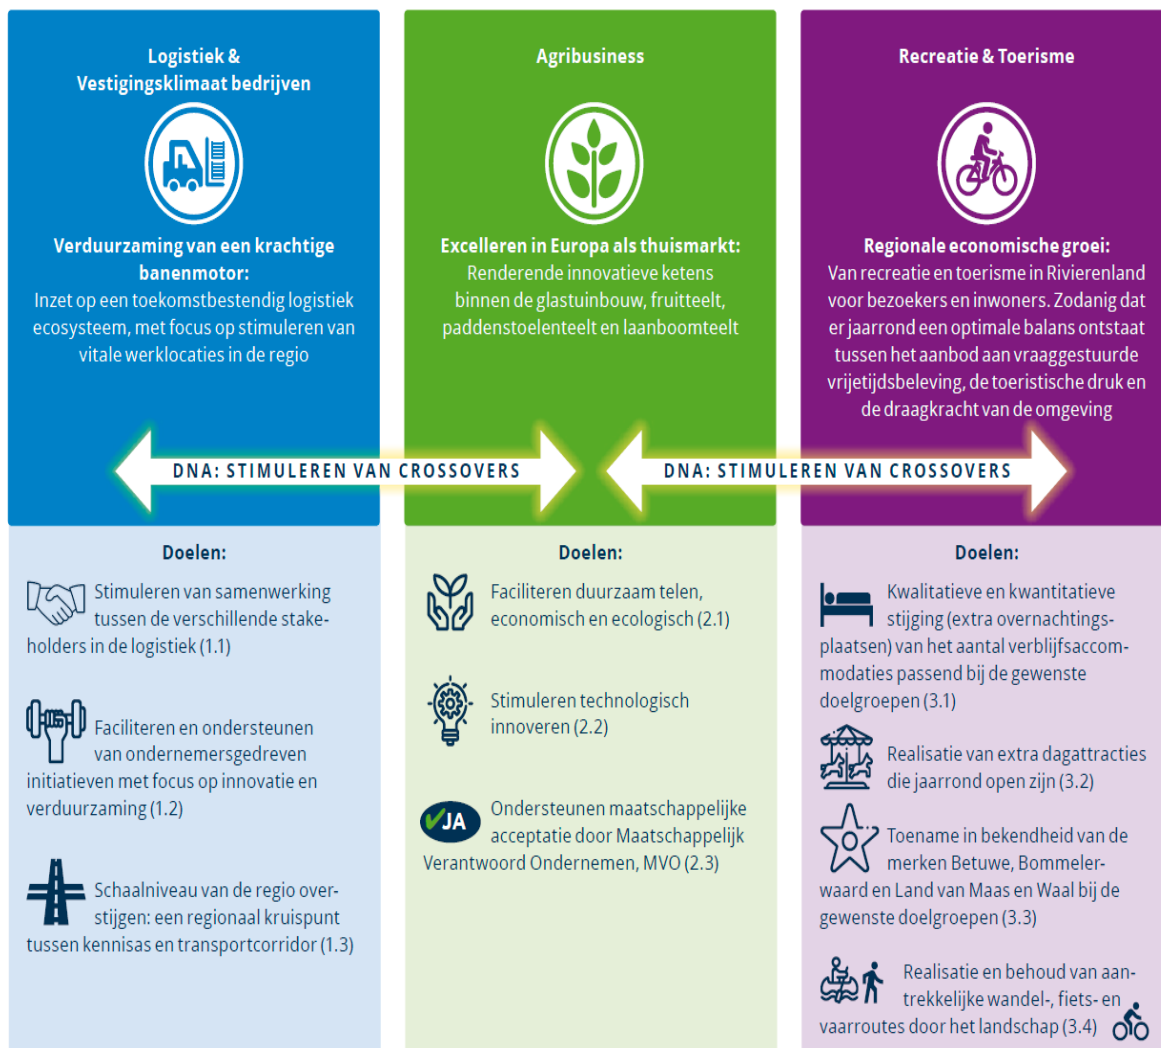 Logistiek &
Vestigingsklimaat bedrijven
Verduurzaming van een krachtige
banenmotor:
Inzet op een toekomstbestendig logistiek
ecosysteem, met focus op stimuleren van
vitale werklocaties in de regio
Agribusiness
Excelleren in Europa als thuismarkt:
Renderende innovatieve ketens
binnen de glastuinbouw, fruitteelt,
paddenstoelenteelt en laanboomteelt
Recreatie & Toerisme
Regionale economische groei:
Van recreatie en toerisme in Rivierenland
voor bezoekers en inwoners. Zodanig dat
er jaarrond een optimale balans ontstaat
tussen het aanbod aan vraaggestuurde
vrijetijdsbeleving, de toeristische druk en
de draagkracht van de omgeving
DNA: STIMULEREN VAN CROSSOVERS
DNA: STIMULEREN VAN CROSSOVERS
Doelen:
Stimuleren van samenwerking
tussen de verschillende stake-
holders in de logistiek (1.1)
Faciliteren en ondersteunen
van ondernemersgedreven
initiatieven met focus op innovatie en
verduurzaming (1.2)
Schaalniveau van de regio over-
stijgen: een regionaal kruispunt
tussen kennisas en transportcorridor (1.3)
Doelen:
Faciliteren duurzaam telen,
economisch en ecologisch (2.1)
Stimuleren technologisch
innoveren (2.2)
JA
Ondersteunen maatschappelijke
acceptatie door Maatschappelijk
Verantwoord Ondernemen, MVO (2.3)
Doelen:
Kwalitatieve en kwantitatieve
stijging (extra overnachtings-
plaatsen) van het aantal verblijfsaccom-
modaties passend bij de gewenste
doelgroepen (3.1)
Realisatie van extra dagattracties
die jaarrond open zijn (3.2)
Toename in bekendheid van de
merken Betuwe, Bommeler-
waard en Land van Maas en Waal bij de
gewenste doelgroepen (3.3)
Realisatie en behoud van aan-
trekkelijke wandel-, fiets- en
vaarroutes door het landschap (3.4)